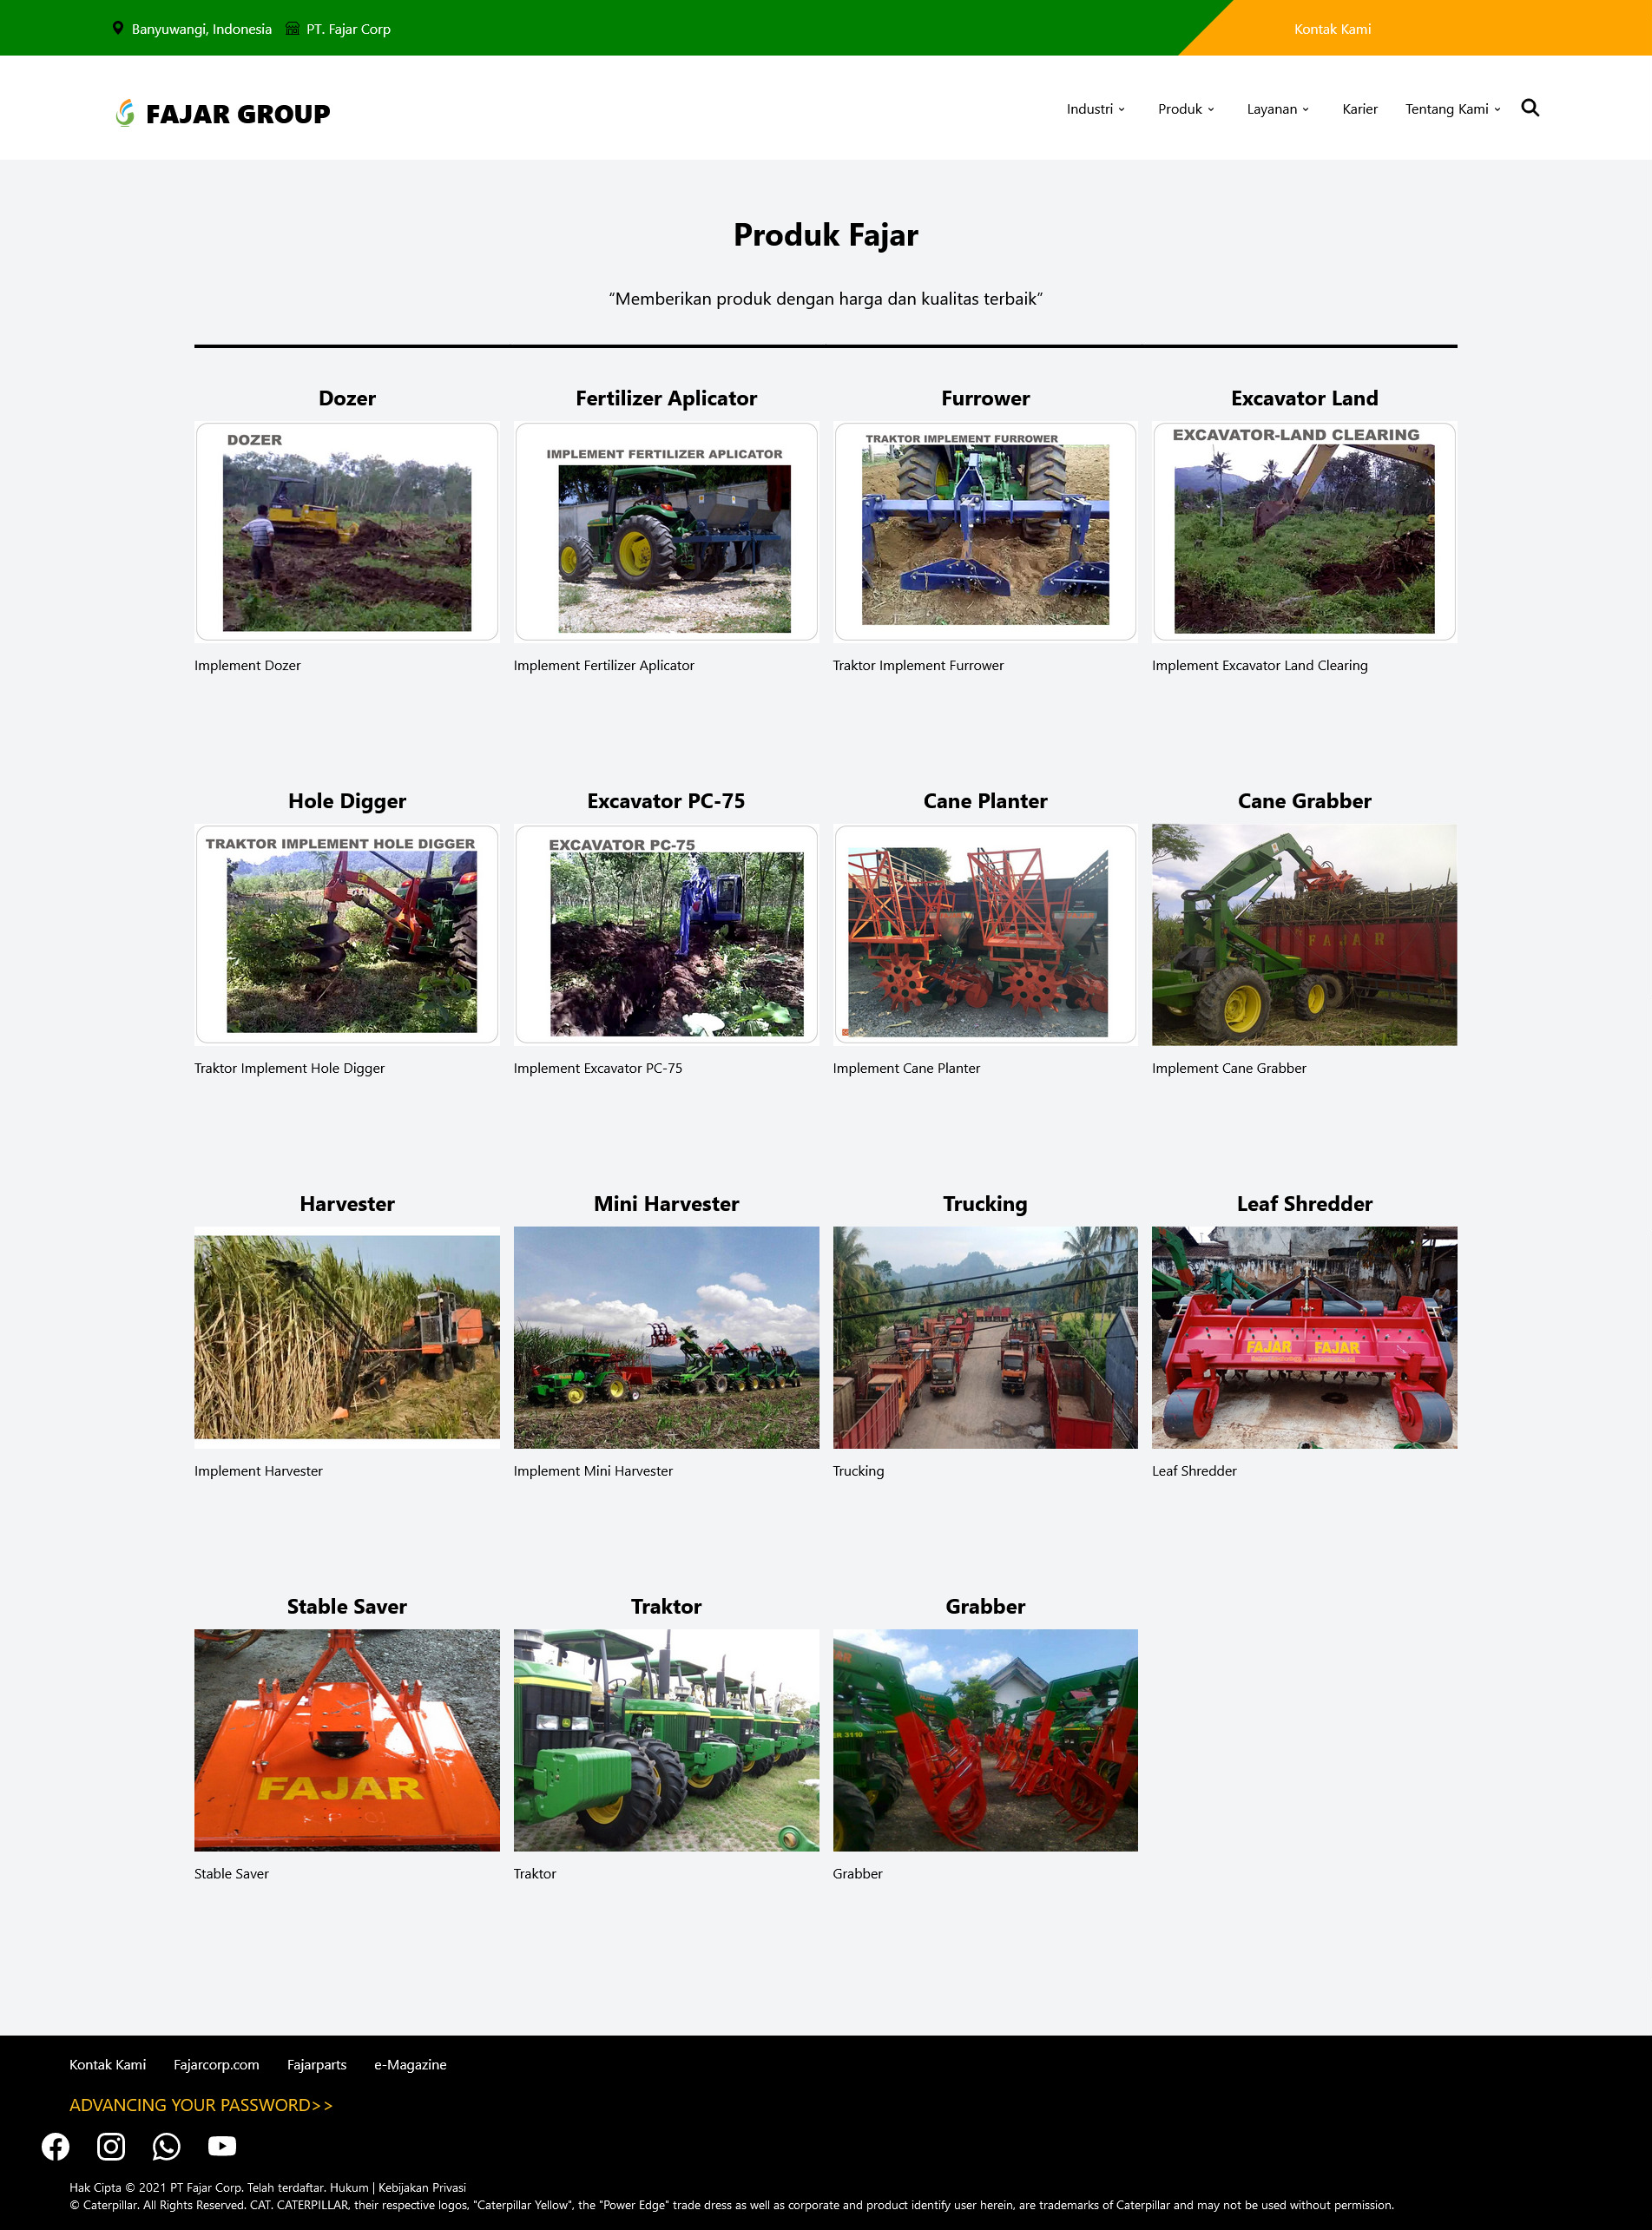 Banyuwangi, Indonesia PT. Fajar Corp Kontak Kami
FAJAR GROUP Industri Produk Layanan Karier Tentang Kami
Produk Fajar
“Memberikan produk dengan harga dan kualitas terbaik”
Dozer Fertilizer Aplicator Furrower Excavator Land
DOZER
IMPLEMENT FERTILIZER APLICATOR
TRAKTOR IMPLEMENT FURROWER
EXCAVATOR-LAND CLEARING
Implement Dozer Implement Fertilizer Aplicator Traktor Implement Furrower Implement Excavator Land Clearing
Hole Digger Excavator PC-75 Cane Planter Cane Grabber
TRAKTOR IMPLEMENT HOLE DIGGER
EXCAVATOR PC-75
FAJAR
Traktor Implement Hole Digger Implement Excavator PC-75 Implement Cane Planter Implement Cane Grabber
Harvester Mini Harvester Trucking Leaf Shredder
FAJAR FAJAR
Implement Harvester Implement Mini Harvester Trucking Leaf Shredder
Stable Saver Traktor Grabber
FAJAR
3110
Stable Saver Traktor Grabber
Kontak Kami Fajarcorp.com Fajarparts e-Magazine
ADVANCING YOUR PASSWORD>>
Hak Cipta © 2021 PT Fajar Corp. Telah terdaftar. Hukum | Kebijakan Privasi
© Caterpillar. All Rights Reserved. CAT. CATERPILLAR, their respective logos, "Caterpillar Yellow", the "Power Edge" trade dress as well as corporate and product identify user herein, are trademarks of Caterpillar and may not be used without permission.